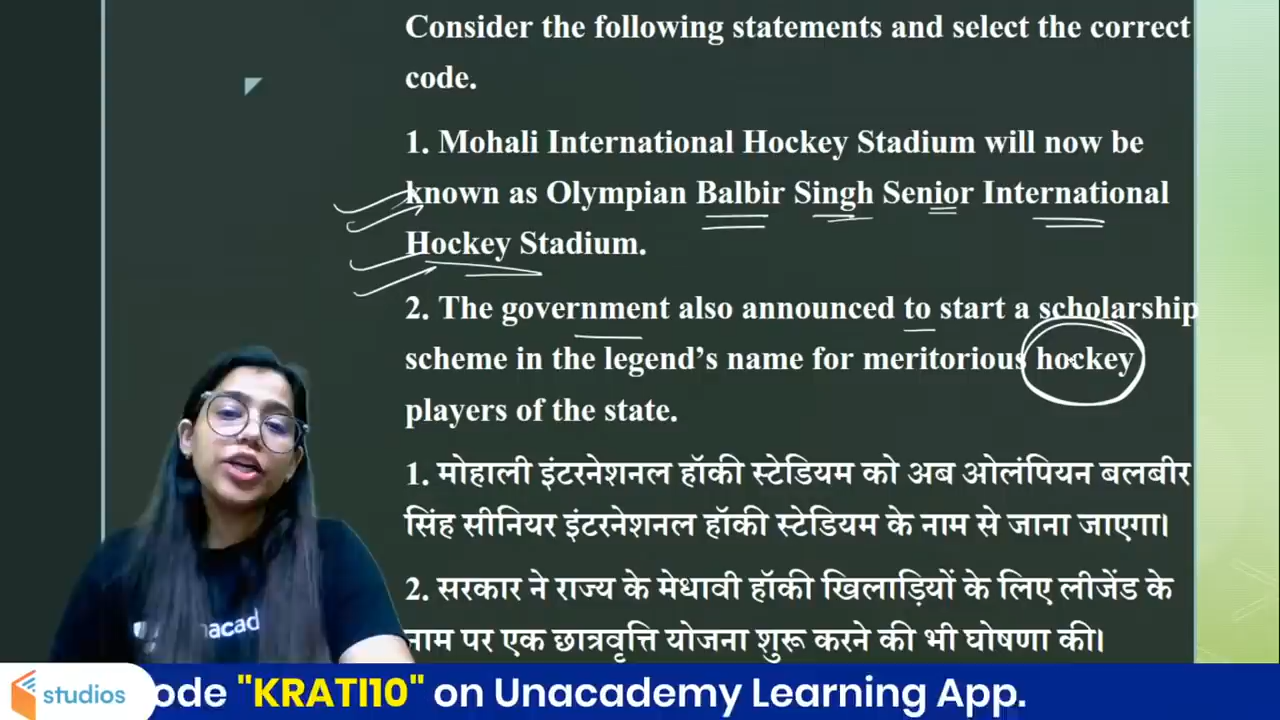 Consider the following statements and select the correct
code.
1. Mohali International Hockey Stadium will now be
known as Olympian Balbir Singh Senior International
Hockey Stadium.
2. The government also announced to start a scholarship
scheme in the legend's name for meritorious hockey
players of the state.
1. मोहाली इंटरनेशनल हॉकी स्टेडियम को अब ओलंपियन बलबीर
सिंह सीनियर इंटरनेशनल हॉकी स्टेडियम के नाम से जाना जाएगा।
2. सरकार ने राज्य के मेधावी हॉकी खिलाड़ियों के लिए लीजेंड के
नाम पर एक छात्रवृत्ति योजना शुरू करने की भी घोषणा की।
nacad
studios ode "KRATI10" on Unacademy Learning App.